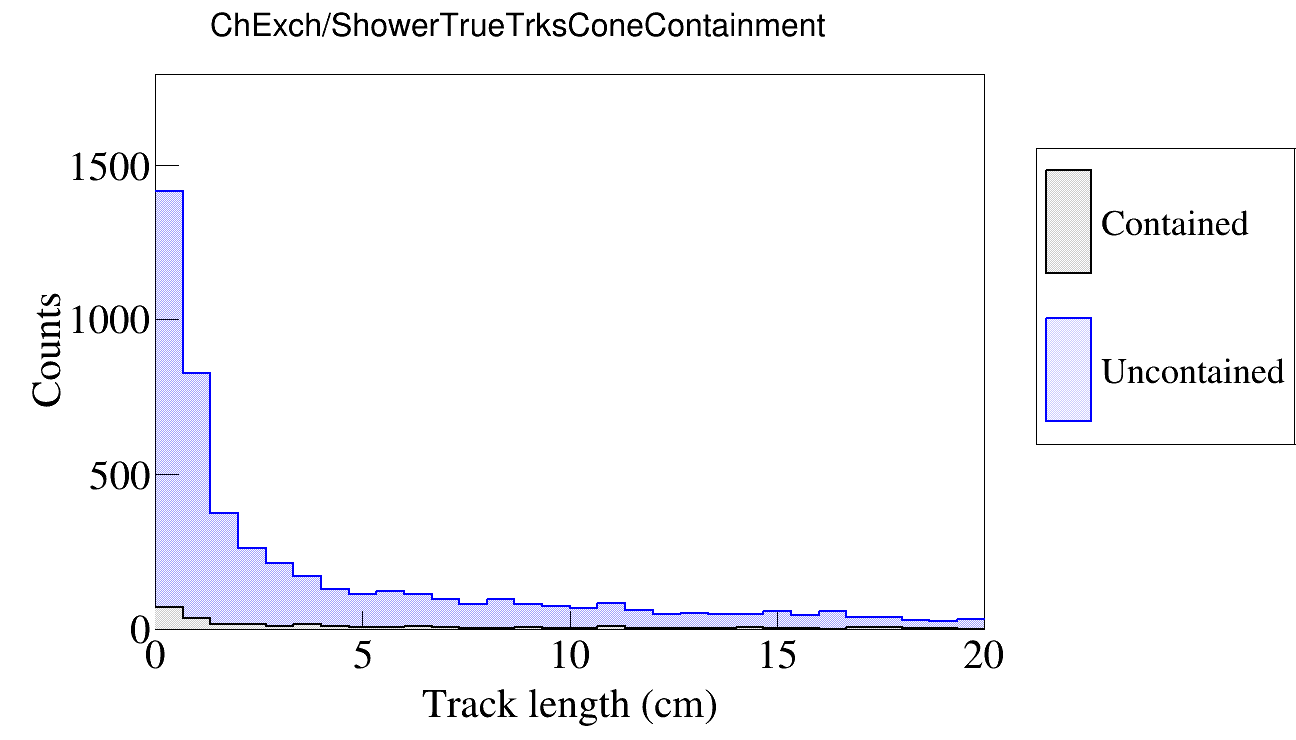 ChExch/ShowerTrueTrksConeContainment
1500
1000
500
0
Counts
0 5 10 15 20
Track length (cm)
Contained
Uncontained